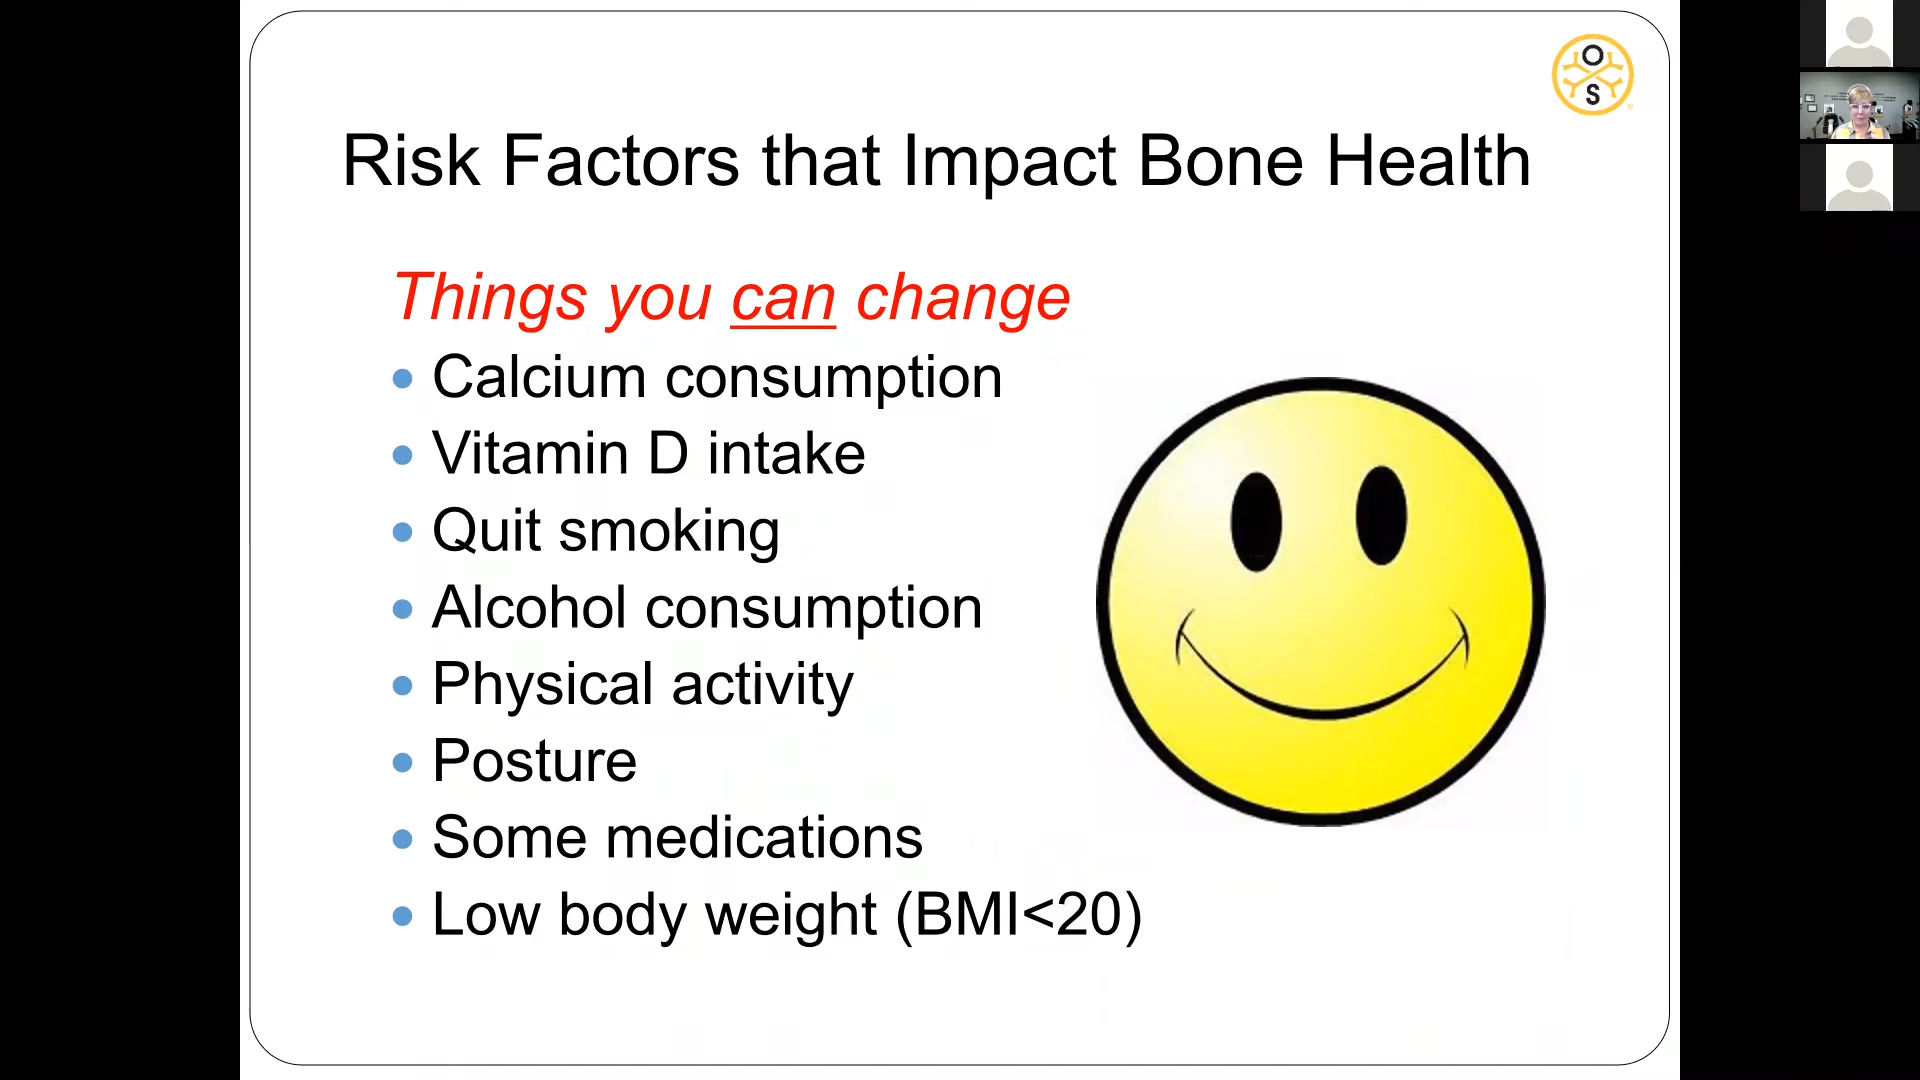 O
S
Risk Factors that Impact Bone Health
Things you can change
• Calcium consumption
• Vitamin D intake
• Quit smoking
• Alcohol consumption
• Physical activity
• Posture
• Some medications
• Low body weight (BMI<20)